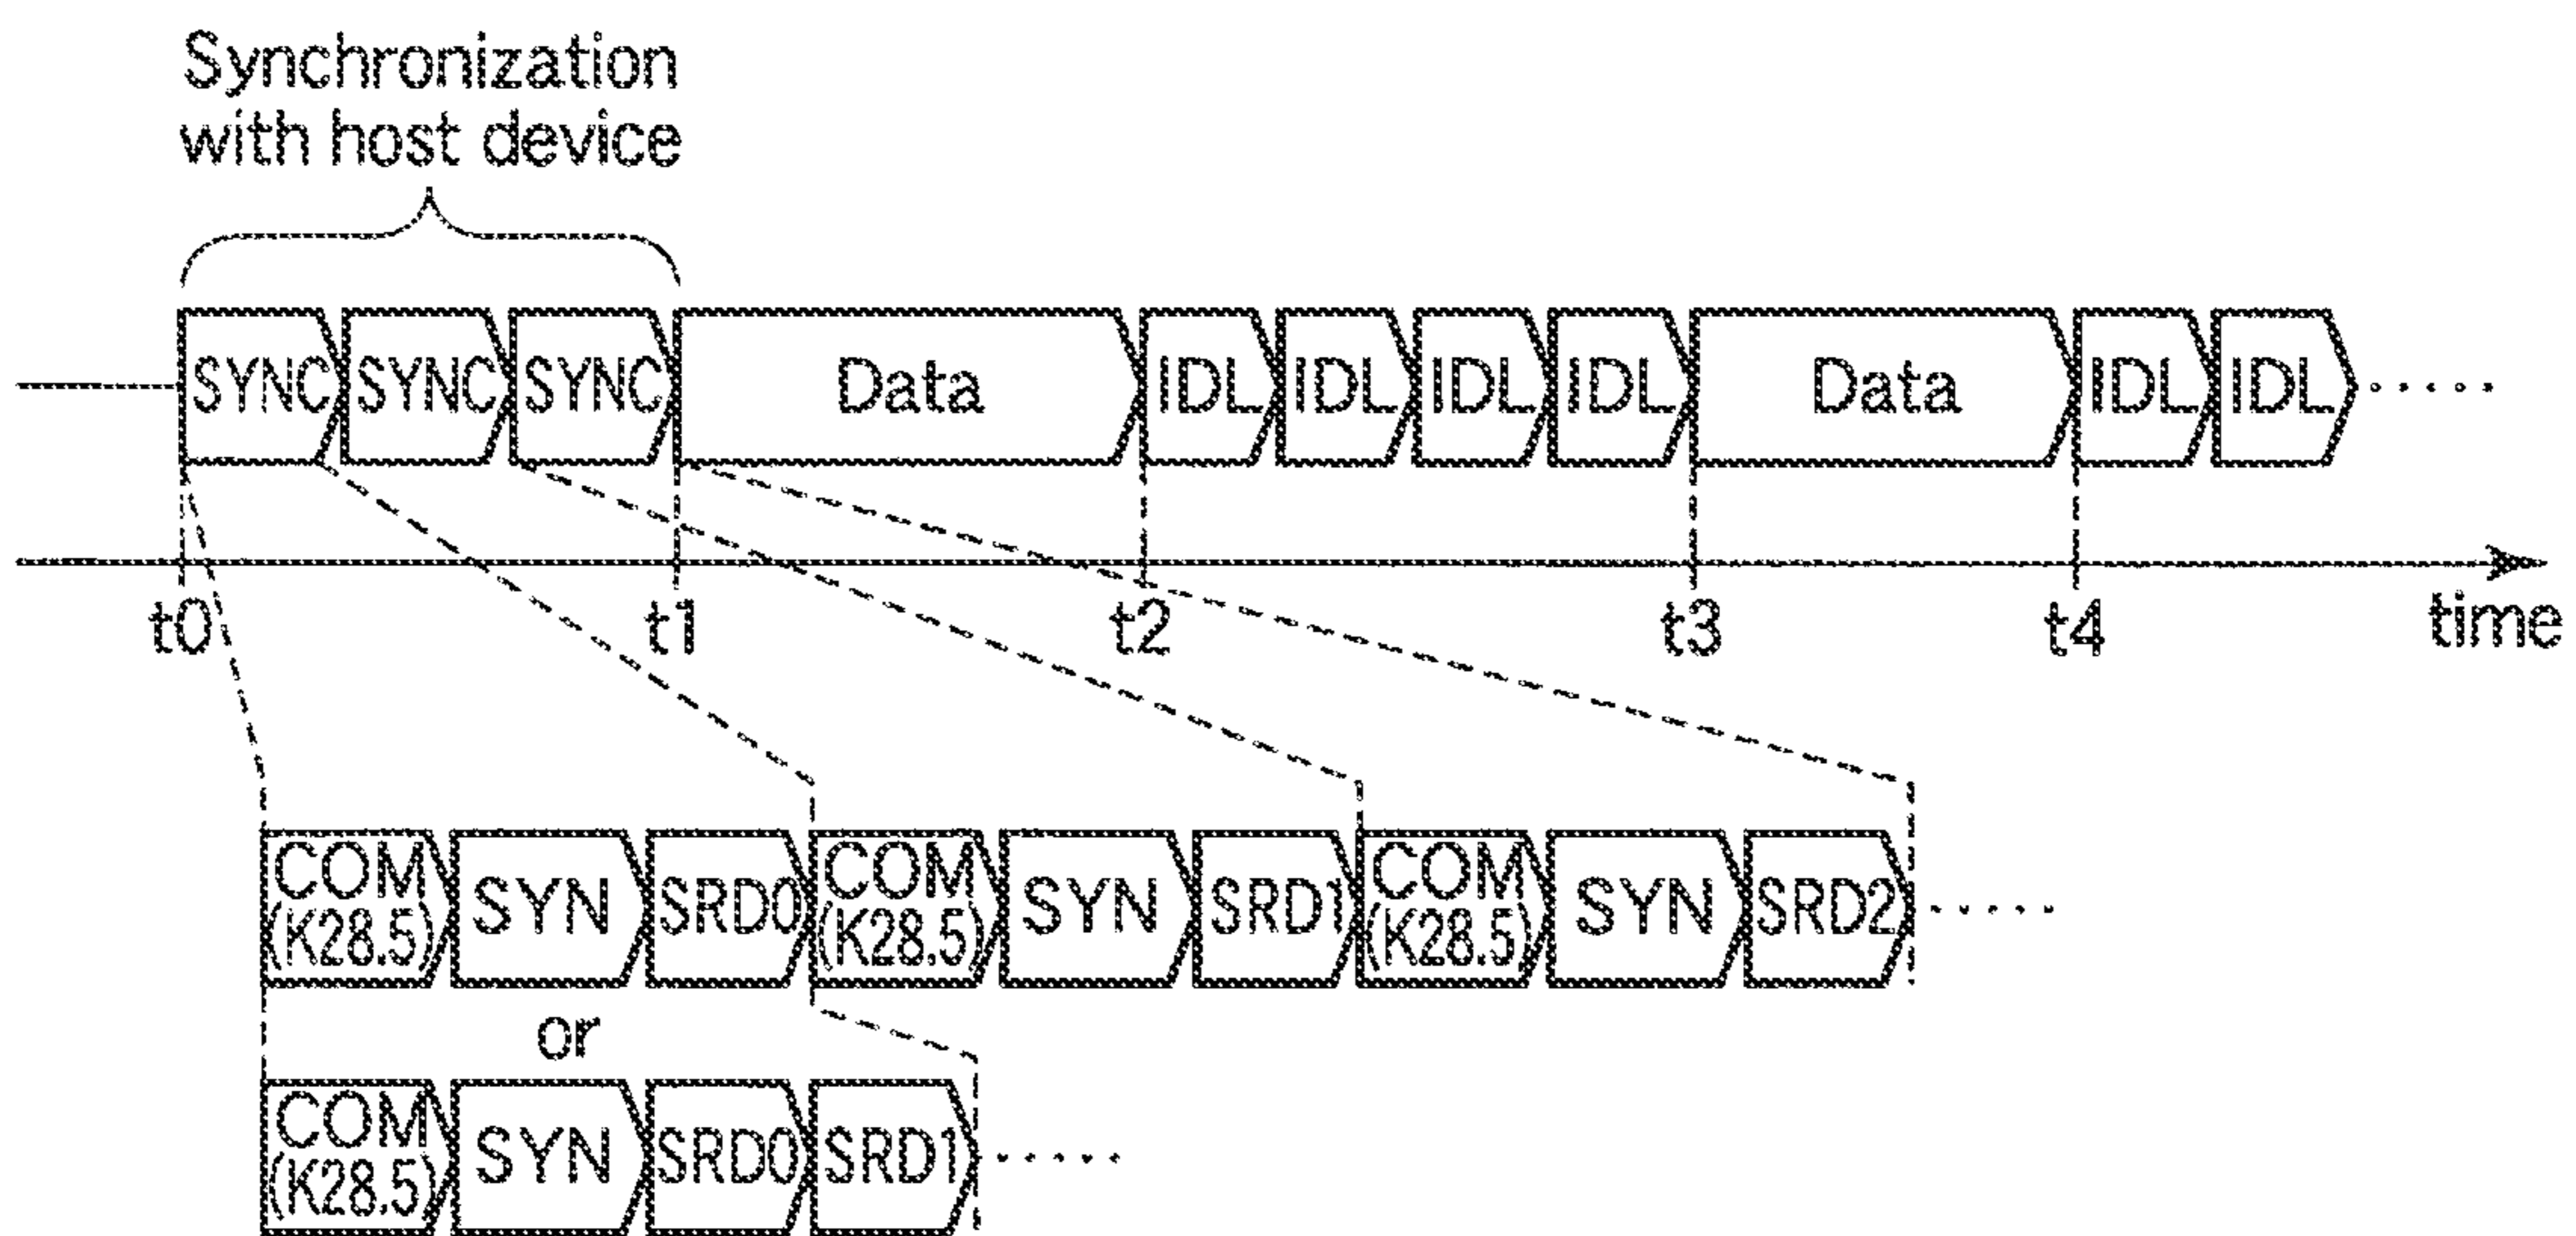 Synchronization
with host device
SYNC SYNC SYNC Data IDL IDL IDL IDL Data IDL IDL
t0 t1 t2 t3 t4 time
COM SYN SRD0 COM SYN SRD1 COM SYN SRD2
(K28.5) (K28.5) (K28.5)
or
COM SYN SRD0 SRD1
(K28.5)